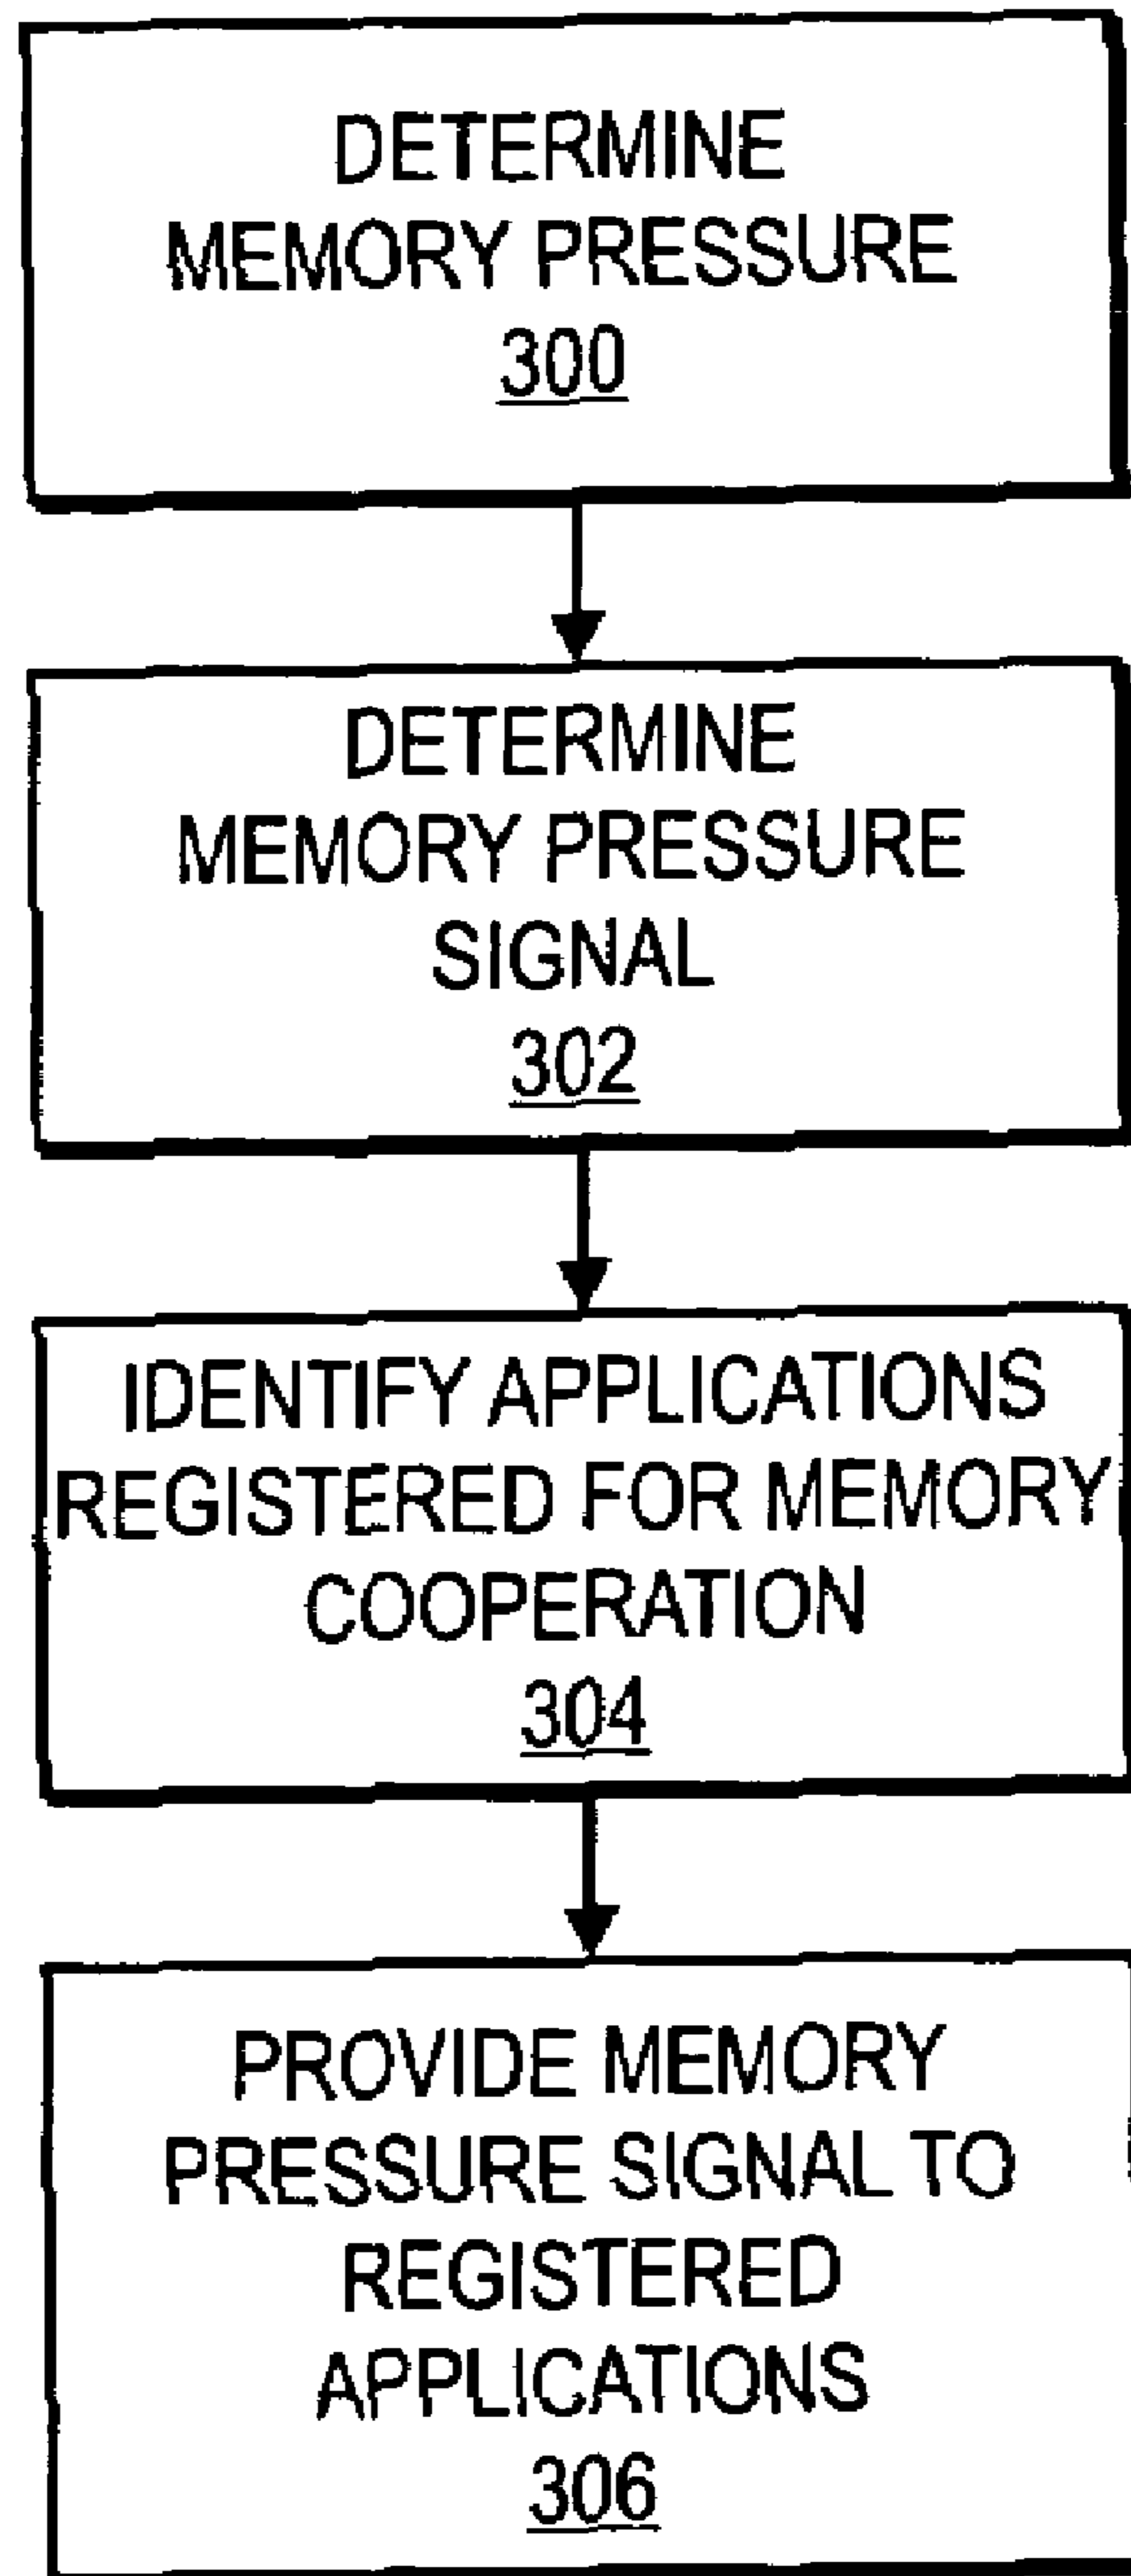 DETERMINE
MEMORY PRESSURE
300
DETERMINE
MEMORY PRESSURE
SIGNAL
302
IDENTIFY APPLICATIONS
REGISTERED FOR MEMORY
COOPERATION
304
PROVIDE MEMORY
PRESSURE SIGNAL TO
REGISTERED
APPLICATIONS
306